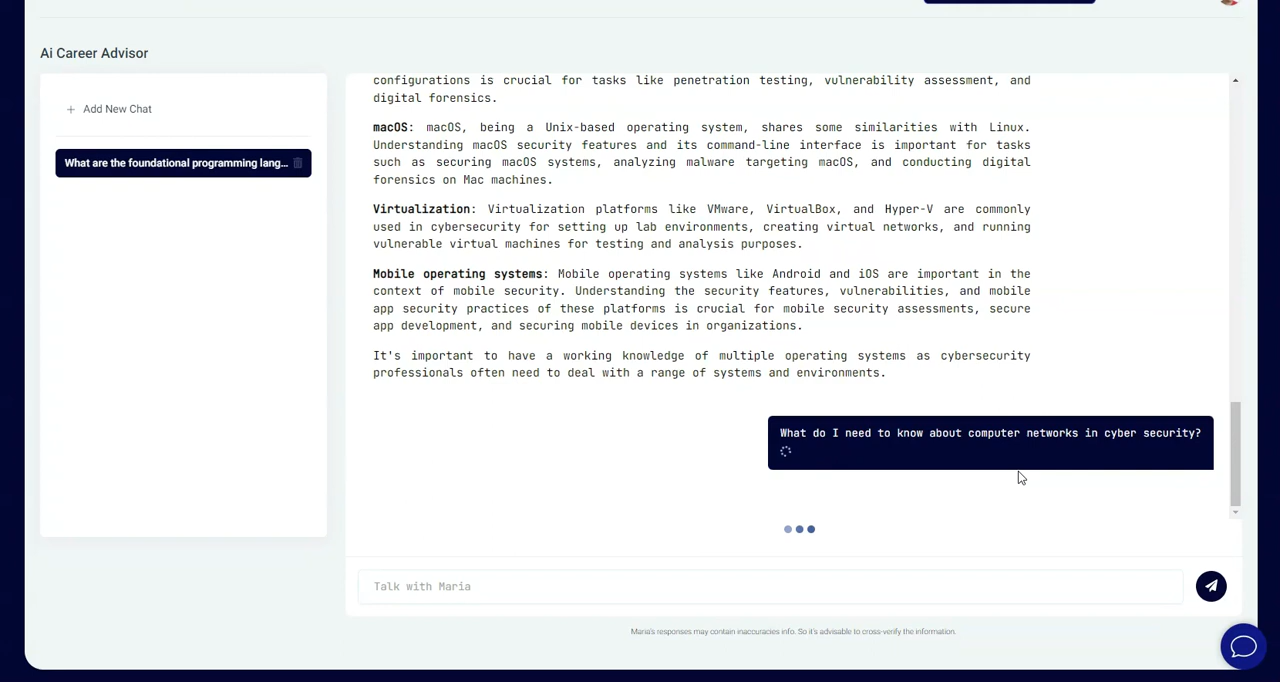 Ai Career Advisor
+ Add New Chat
What are the foundational programming lang...
configurations is crucial for tasks like penetration testing, vulnerability assessment, and
digital forensics.
macOS: macOS, being a Unix-based operating system, shares some similarities with Linux.
Understanding macOS security features and its command-line interface is important for tasks
such as securing macOS systems, analyzing malware targeting macOS, and conducting digital
forensics on Mac machines.
Virtualization: Virtualization platforms like VMware, VirtualBox, and Hyper-V are commonly
used in cybersecurity for setting up lab environments, creating virtual networks, and running
vulnerable virtual machines for testing and analysis purposes.
Mobile operating systems: Mobile operating systems like Android and iOS are important in the
context of mobile security. Understanding the security features, vulnerabilities, and mobile
app security practices of these platforms is crucial for mobile security assessments, secure
app development, and securing mobile devices in organizations.
It's important to have a working knowledge of multiple operating systems as cybersecurity
professionals often need to deal with a range of systems and environments.
What do I need to know about computer networks in cyber security?
Talk with Maria
Maria's responses may contain inaccuracies info. So it's advisable to cross-verify the information.